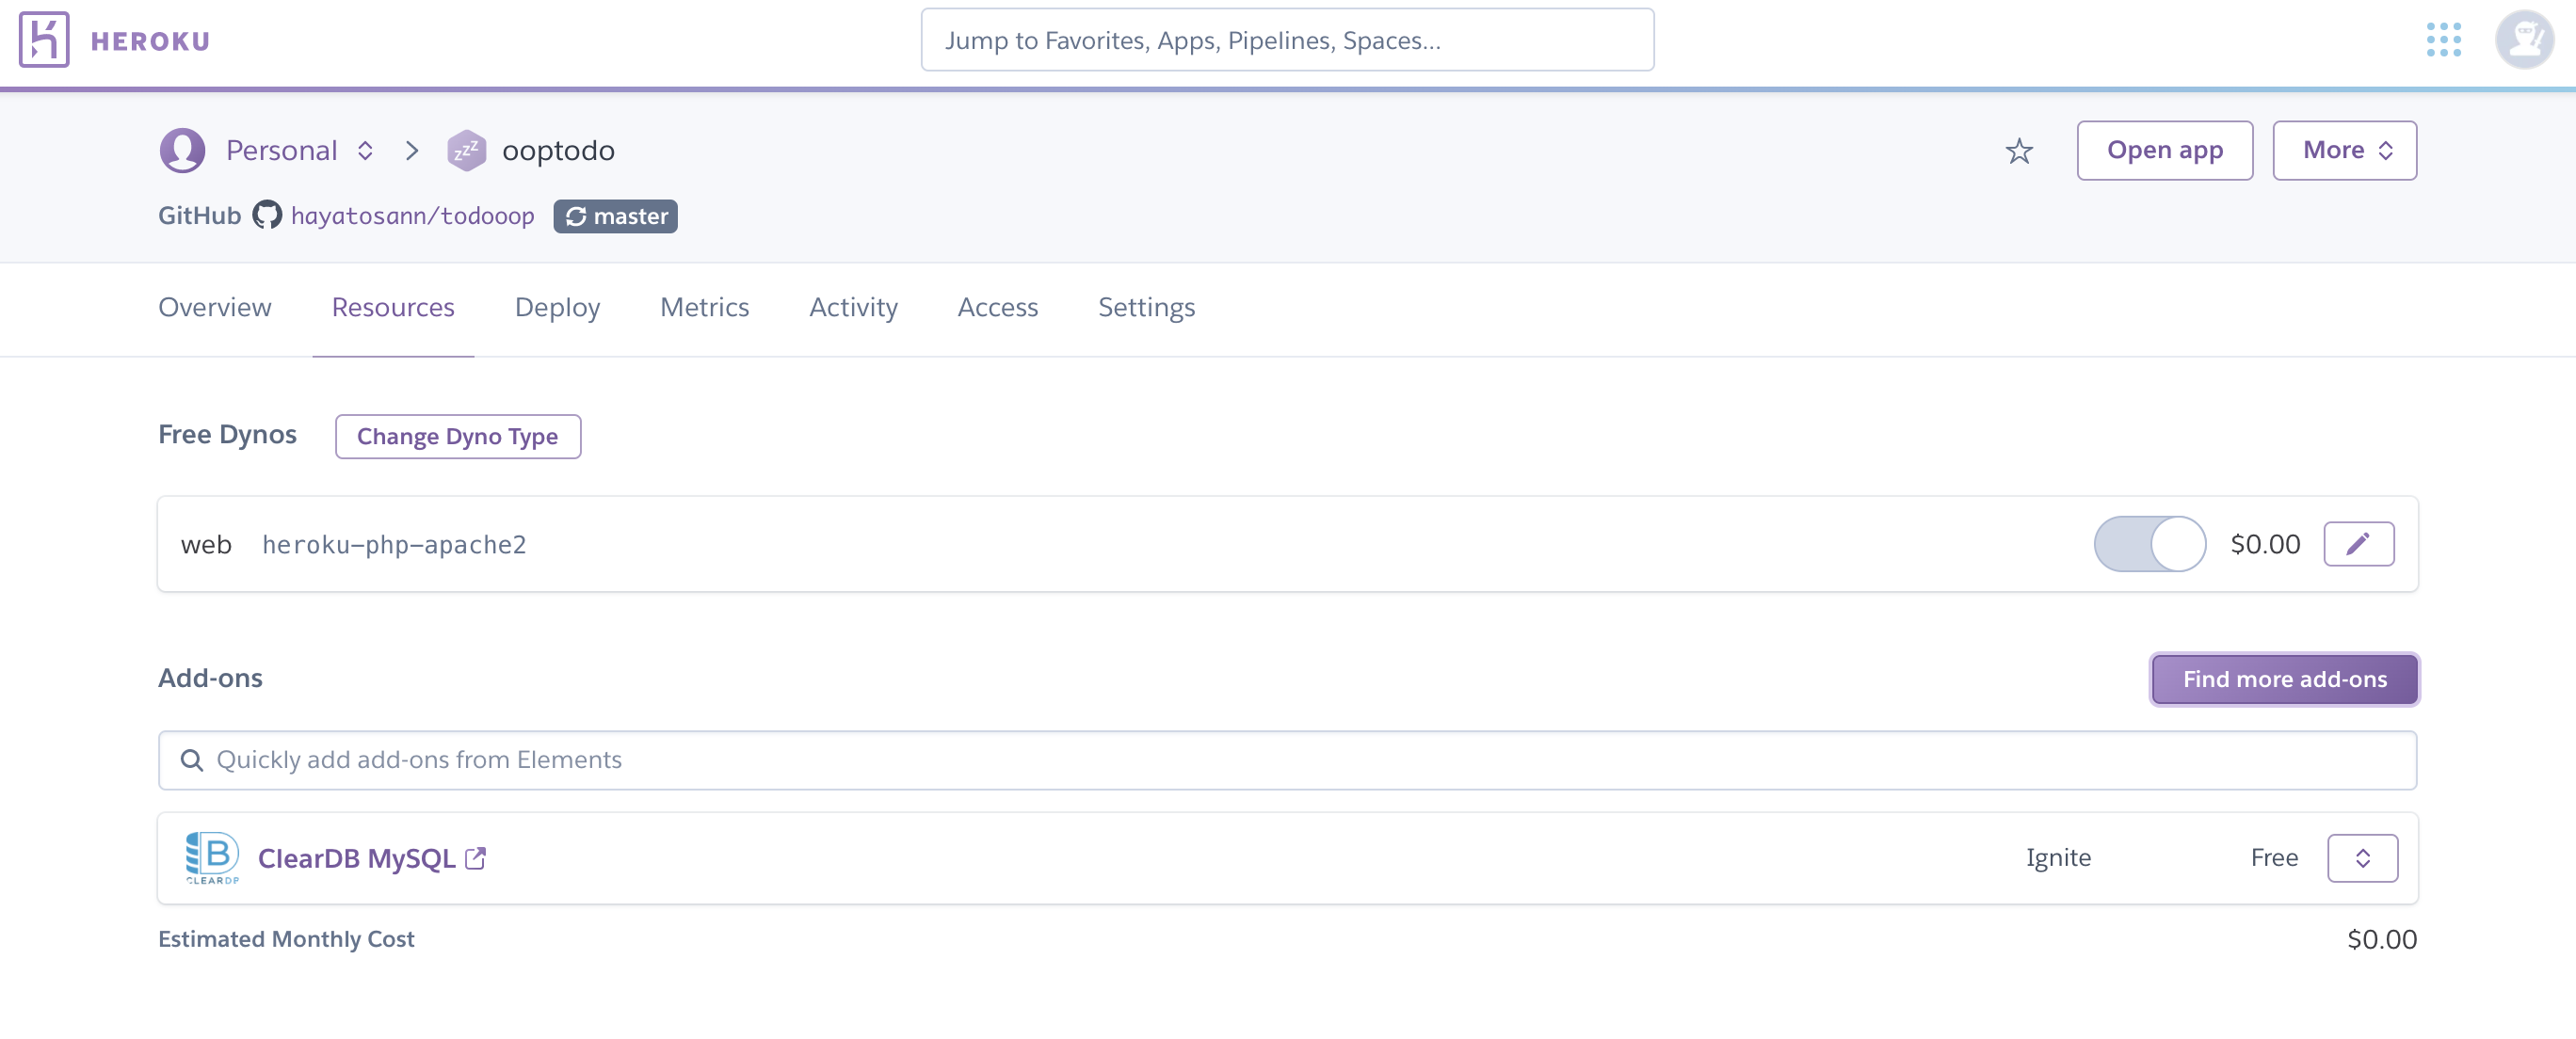 HEROKU
Jump to Favorites, Apps, Pipelines, Spaces...
Personal
zzZ
ooptodo
Open app
More
GitHub hayatosann/todooop master
Overview Resources Deploy Metrics Activity Access Settings
Free Dynos Change Dyno Type
web heroku-php-apache2 $0.00
Add-ons Find more add-ons
Quickly add add-ons from Elements
B
CLEARDB
ClearDB MySQL Ignite Free
Estimated Monthly Cost $0.00